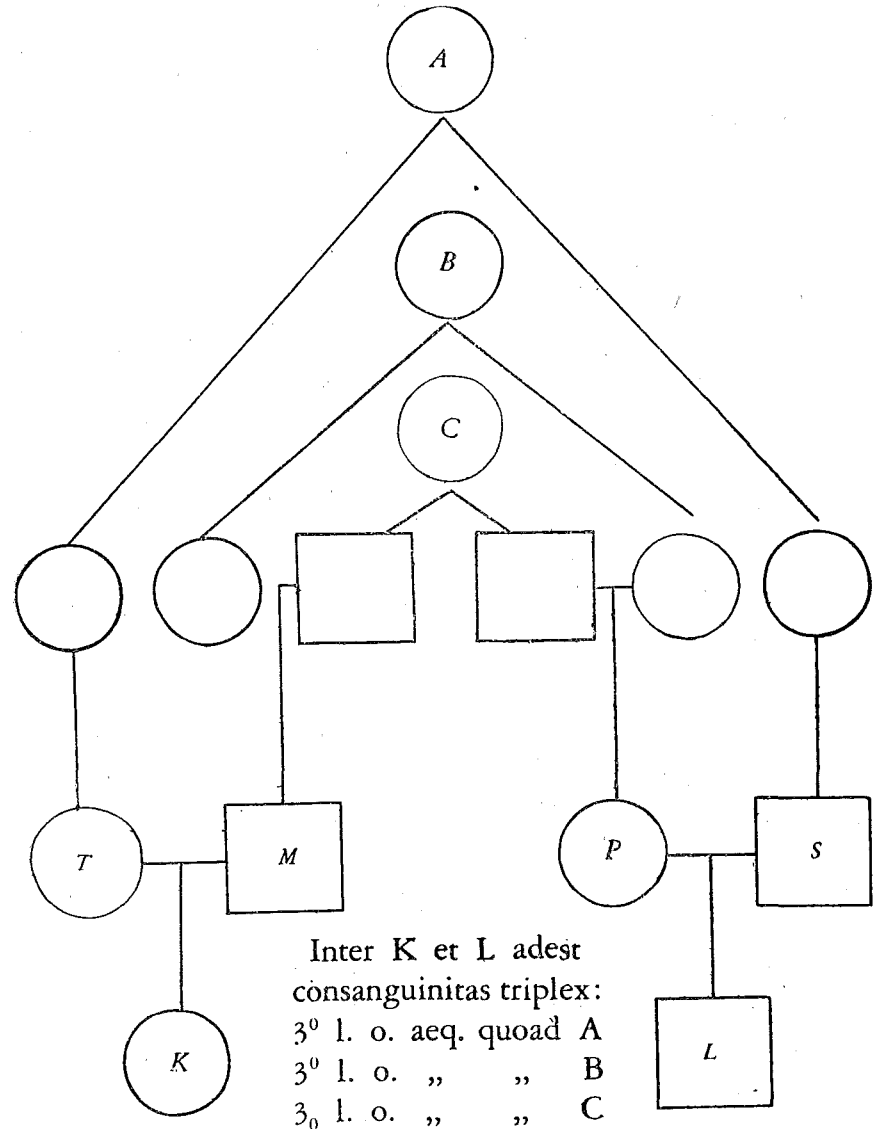 A
B
C
T
M
P
S
K
L
Inter K et L adest
consanguinitas triplex:
3⁰ l. o. aeq. quoad A
3⁰ l. o. „ „ B
3₀ l. o. „ „ C